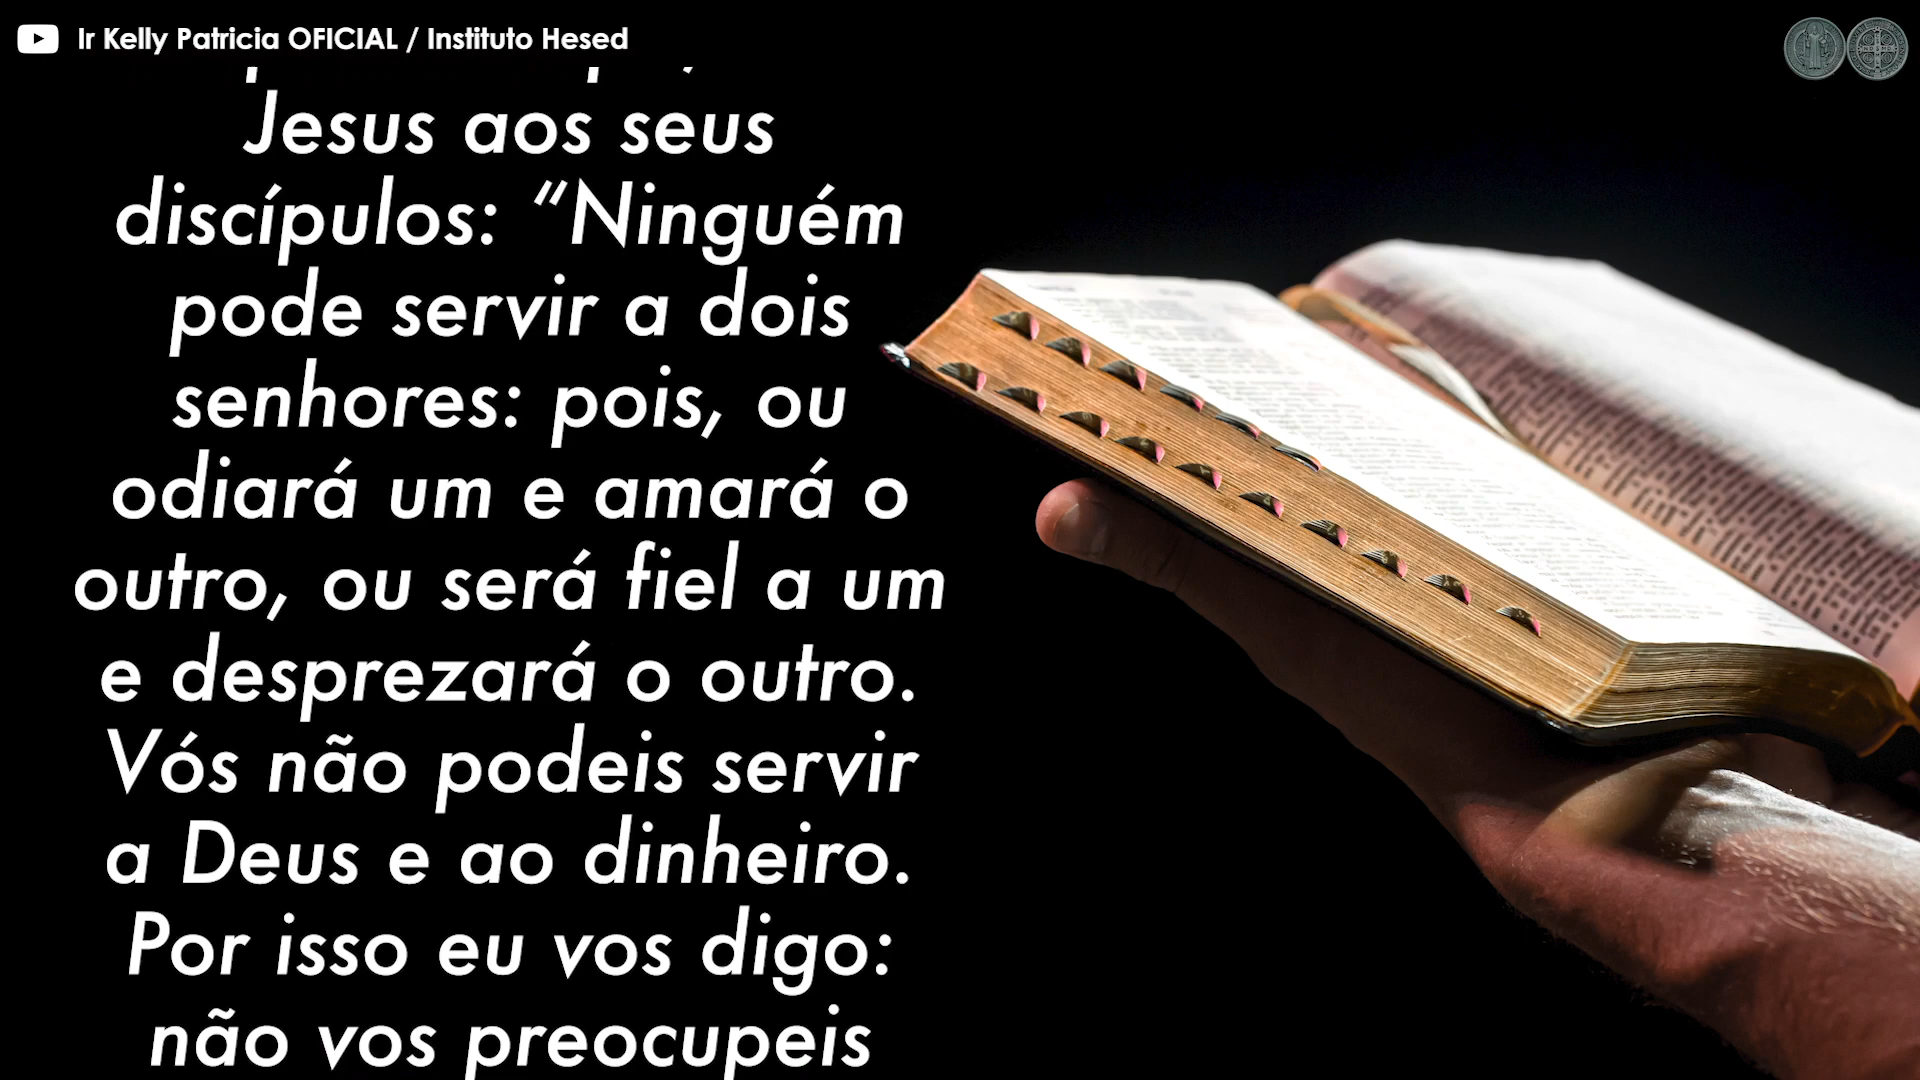 Ir Kelly Patricia OFICIAL / Instituto Hesed
Jesus aos seus
discípulos: “Ninguém
pode servir a dois
senhores: pois, ou
odiará um e amará o
outro, ou será fiel a um
e desprezará o outro.
Vós não podeis servir
a Deus e ao dinheiro.
Por isso eu vos digo:
não vos preocupeis